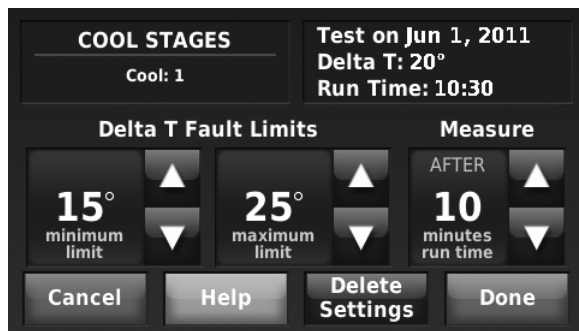 COOL STAGES
Cool: 1
Test on Jun 1, 2011
Delta T: 20°
Run Time: 10:30
Delta T Fault Limits
Measure
15°
minimum
limit
25°
maximum
limit
AFTER
10
minutes
run time
Cancel
Help
Delete
Settings
Done